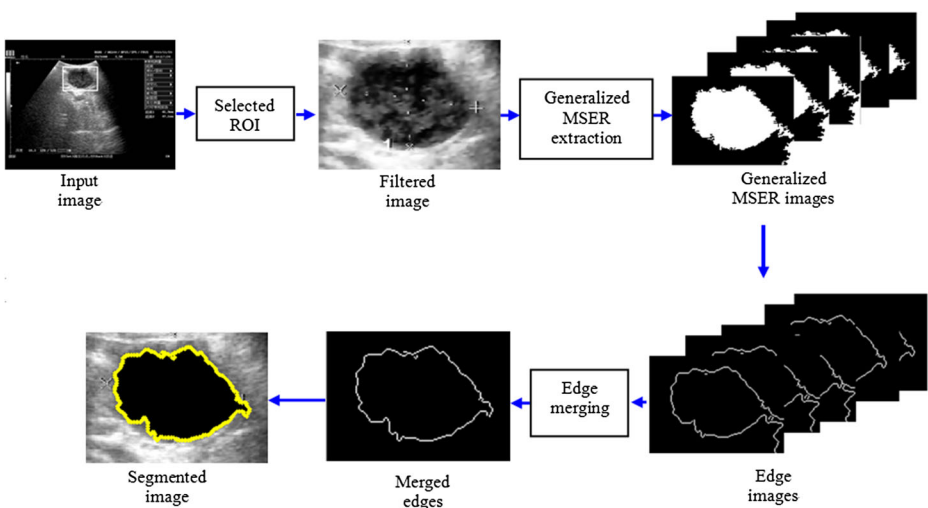 Selected
ROI
Generalized
MSER
extraction
Input
image
Filtered
image
Generalized
MSER images
Edge
merging
Segmented
image
Merged
edges
Edge
images